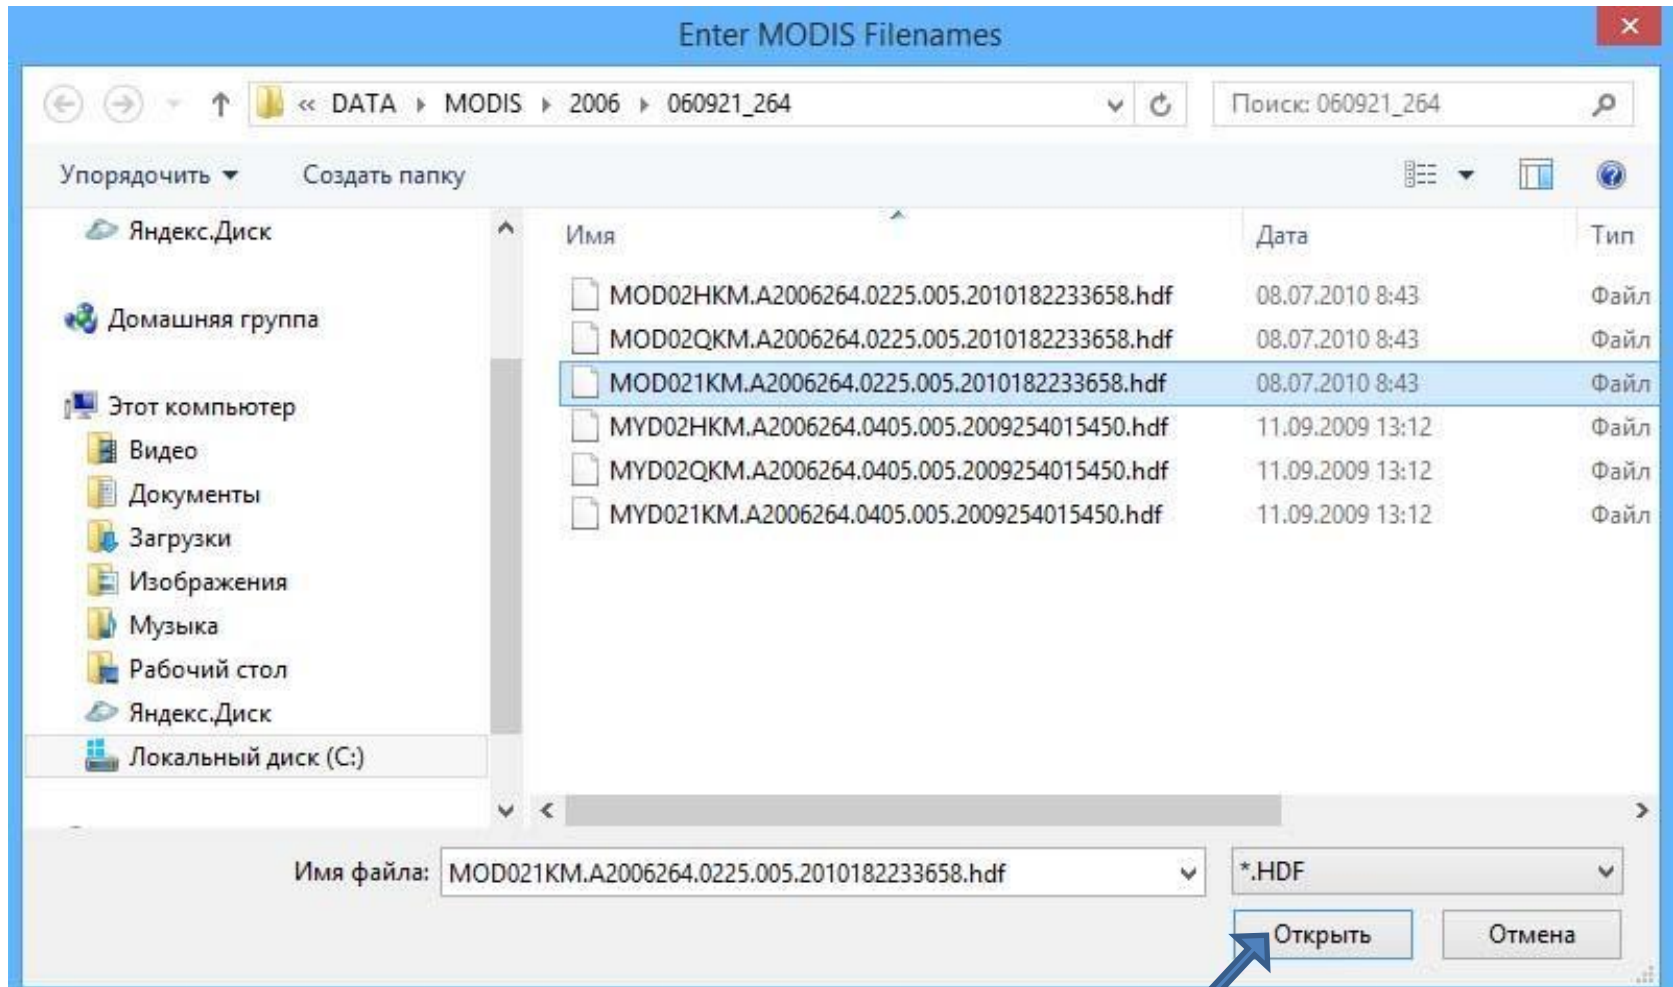 Enter MODIS Filenames
« DATA MODIS 2006 060921_264
Поиск: 060921_264
Упорядочить Создать папку
Яндекс.Диск
Домашняя группа
Этот компьютер
Видео
Документы
Загрузки
Изображения
Музыка
Рабочий стол
Яндекс.Диск
Локальный диск (C:)
Имя Дата Тип
MOD02HKM.A2006264.0225.005.2010182233658.hdf 08.07.2010 8:43 Файл
MOD02QKM.A2006264.0225.005.2010182233658.hdf 08.07.2010 8:43 Файл
MOD021KM.A2006264.0225.005.2010182233658.hdf 08.07.2010 8:43 Файл
MYD02HKM.A2006264.0405.005.2009254015450.hdf 11.09.2009 13:12 Файл
MYD02QKM.A2006264.0405.005.2009254015450.hdf 11.09.2009 13:12 Файл
MYD021KM.A2006264.0405.005.2009254015450.hdf 11.09.2009 13:12 Файл
Имя файла: MOD021KM.A2006264.0225.005.2010182233658.hdf *.HDF
Открыть Отмена